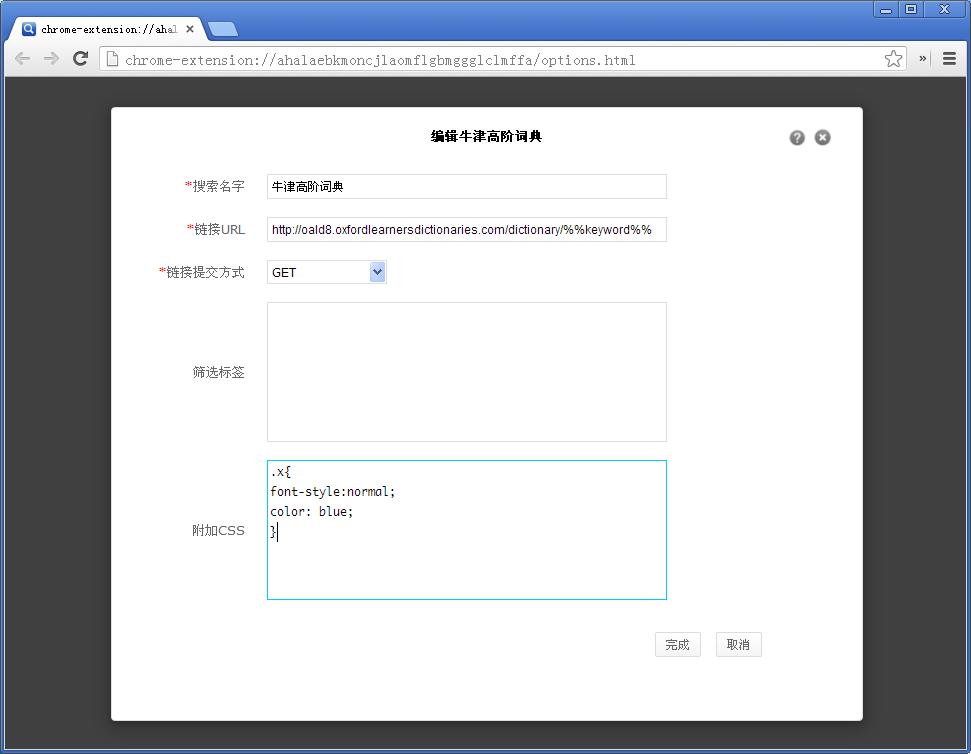 chrome-extension://ahal
chrome-extension://ahalaebkmoncjlaomflgbmggglclmffa/options.html
»
编辑牛津高阶词典
?
*搜索名字
牛津高阶词典
*链接URL
http://oald8.oxfordlearnersdictionaries.com/dictionary/%%keyword%%
*链接提交方式
GET
筛选标签
.x{
font-style:normal;
color: blue;
}
附加CSS
完成
取消